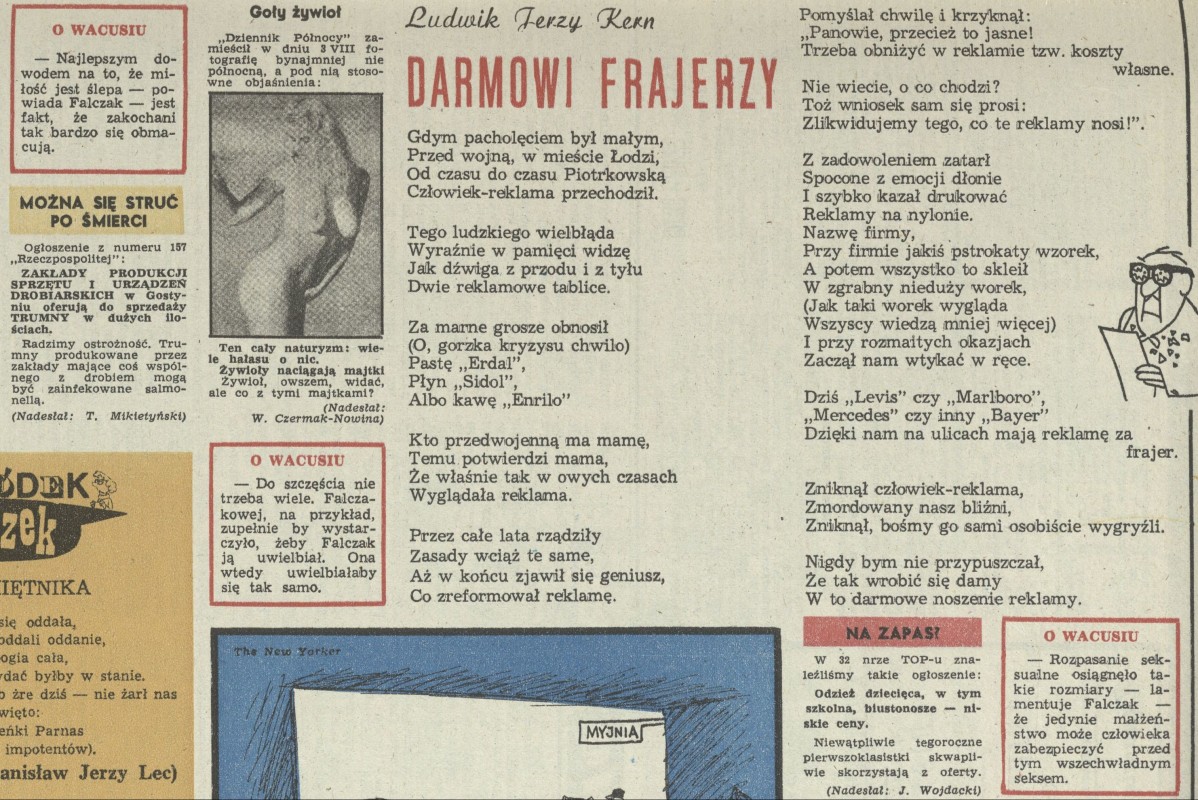 O WACUSIU
— Najlepszym do-
wodem na to, że mi-
łość jest ślepa — po-
wiada Falczak — jest
fakt, że zakochani
tak bardzo się obma-
cują.
MOŻNA SIĘ STRUĆ
PO ŚMIERCI
Ogłoszenie z numeru 157
„Rzeczpospolitej”:
ZAKŁADY PRODUKCJI
SPRZĘTU I URZĄDZEŃ
DROBIARSKICH w Gosty-
niu oferują do sprzedaży
TRUMNY w dużych ilo-
ściach.
Radzimy ostrożność. Tru-
mny produkowane przez
zakłady mające coś wspól-
nego z drobiem mogą
być zainfekowane salmo-
nellą.
(Nadesłał: T. Mikietyński)
ÓDEK
zek
IĘTNIKA
się oddała,
oddali oddanie,
ogia cała,
ydać byłby w stanie.
o żrę dziś — nie żarł nas
więto:
eńki Parnas
impotentów).
anisław Jerzy Lec)
Goły żywioł
„Dziennik Północy” za-
mieścił w dniu 3 VIII fo-
tografię bynajmniej nie
północną, a pod nią stoso-
wne objaśnienia:
Ten cały naturyzm: wie-
le hałasu o nic.
Żywioły naciągają majtki
Żywioł, owszem, widać,
ale co z tymi majtkami?
(Nadesłał:
W. Czermak-Nowina)
O WACUSIU
— Do szczęścia nie
trzeba wiele. Falcza-
kowej, na przykład,
zupełnie by wystar-
czyło, żeby Falczak
ją uwielbiał. Ona
wtedy uwielbiałaby
się tak samo.
Ludwik Jerzy Kern
DARMOWI FRAJERZY
Gdym pacholęciem był małym,
Przed wojną, w mieście Łodzi,
Od czasu do czasu Piotrkowską
Człowiek-reklama przechodził.
Tego ludzkiego wielbłąda
Wyraźnie w pamięci widzę
Jak dźwiga z przodu i z tyłu
Dwie reklamowe tablice.
Za marne grosze obnosił
(O, gorzka kryzysu chwilo)
Pastę „Erdal”,
Płyn „Sidol”,
Albo kawę „Enrilo”
Kto przedwojenną ma mamę,
Temu potwierdzi mama,
Że właśnie tak w owych czasach
Wyglądała reklama.
Przez całe lata rządziły
Zasady wciąż te same,
Aż w końcu zjawił się geniusz,
Co zreformował reklamę.
Pomyślał chwilę i krzyknął:
„Panowie, przecież to jasne!
Trzeba obniżyć w reklamie tzw. koszty
własne.
Nie wiecie, o co chodzi?
Toż wniosek sam się prosi:
Zlikwidujemy tego, co te reklamy nosi!”.
Z zadowoleniem zatarł
Spocone z emocji dłonie
I szybko kazał drukować
Reklamy na nylonie.
Nazwę firmy,
Przy firmie jakiś pstrokaty wzorek,
A potem wszystko to skleił
W zgrabny nieduży worek,
(Jak taki worek wygląda
Wszyscy wiedzą mniej więcej)
I przy rozmaitych okazjach
Zaczął nam wtykać w ręce.
Dziś „Levis” czy „Marlboro”,
„Mercedes” czy inny „Bayer”
Dzięki nam na ulicach mają reklamę za
frajer.
Zniknął człowiek-reklama,
Zmordowany nasz bliźni,
Zniknął, bośmy go sami osobiście wygryźli.
Nigdy bym nie przypuszczał,
Że tak wrobić się damy
W to darmowe noszenie reklamy.
The New Yorker
MYJNIA
NA ZAPAS?
W 32 nrze TOP-u zna-
leźliśmy takie ogłoszenie:
Odzież dziecięca, w tym
szkolna, biustonosze — ni-
skie ceny.
Niewątpliwie tegoroczne
pierwszoklasistki skwapli-
wie skorzystają z oferty.
(Nadesłał: J. Wojdacki)
O WACUSIU
— Rozpasanie sek-
sualne osiągnęło ta-
kie rozmiary — la-
mentuje Falczak —
że jedynie małżeń-
stwo może człowieka
zabezpieczyć przed
tym wszechwładnym
seksem.